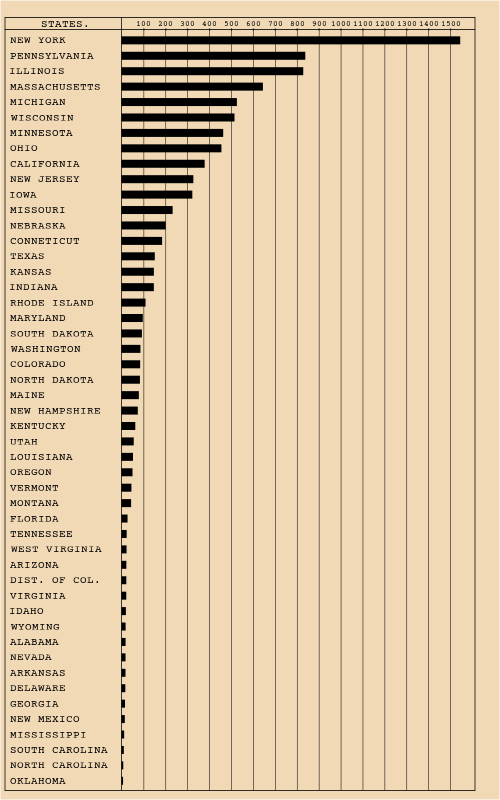 STATES. 100 200 300 400 500 600 700 800 900 1000 1100 1200 1300 1400 1500
NEW YORK
PENNSYLVANIA
ILLINOIS
MASSACHUSETTS
MICHIGAN
WISCONSIN
MINNESOTA
OHIO
CALIFORNIA
NEW JERSEY
IOWA
MISSOURI
NEBRASKA
CONNETICUT
TEXAS
KANSAS
INDIANA
RHODE ISLAND
MARYLAND
SOUTH DAKOTA
WASHINGTON
COLORADO
NORTH DAKOTA
MAINE
NEW HAMPSHIRE
KENTUCKY
UTAH
LOUISIANA
OREGON
VERMONT
MONTANA
FLORIDA
TENNESSEE
WEST VIRGINIA
ARIZONA
DIST. OF COL.
VIRGINIA
IDAHO
WYOMING
ALABAMA
NEVADA
ARKANSAS
DELAWARE
GEORGIA
NEW MEXICO
MISSISSIPPI
SOUTH CAROLINA
NORTH CAROLINA
OKLAHOMA